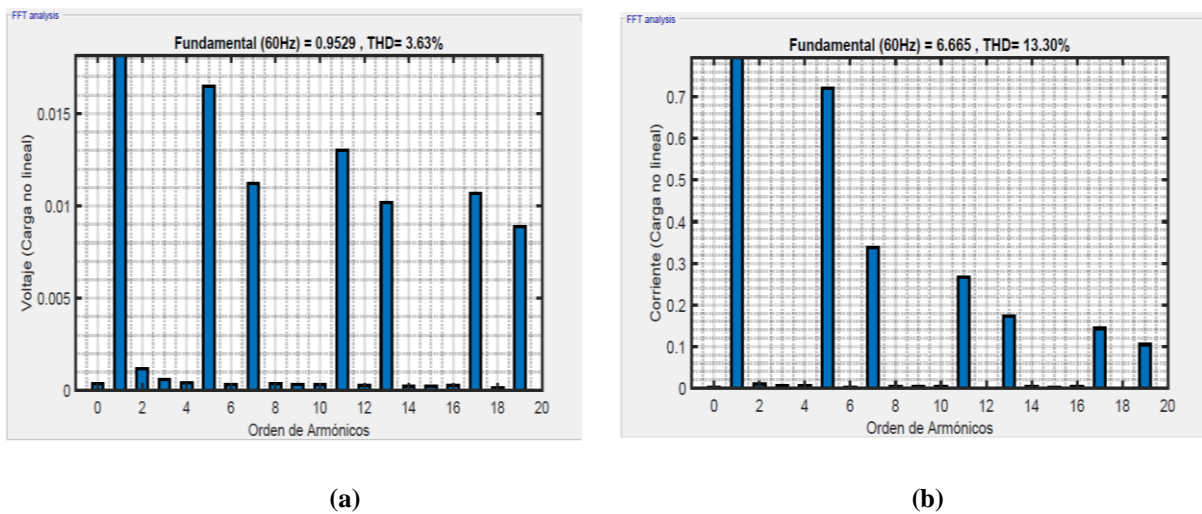 FFT analysis
Fundamental (60Hz) = 0.9529 , THD= 3.63%
Voltaje (Carga no lineal)
0.015
0.01
0.005
0
0 2 4 6 8 10 12 14 16 18 20
Orden de Armónicos
(a)
FFT analysis
Fundamental (60Hz) = 6.665 , THD= 13.30%
Corriente (Carga no lineal)
0.7
0.6
0.5
0.4
0.3
0.2
0.1
0
0 2 4 6 8 10 12 14 16 18 20
Orden de Armónicos
(b)